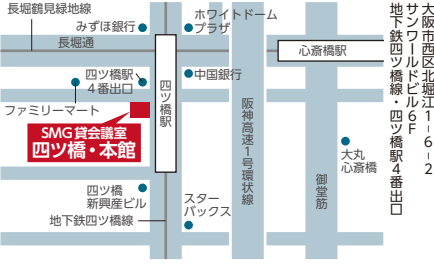 長堀鶴見緑地線
みずほ銀行
ホワイトドーム
プラザ
長堀通
心斎橋駅
四ツ橋駅
4番出口
中国銀行
四ツ橋駅
ファミリーマート
SMG 貸会議室
四ツ橋・本館
阪神高速1号環状線
大丸
心斎橋
御堂筋
四ツ橋
新興産ビル
スター
バックス
地下鉄四ツ橋線
大阪市西区北堀江1-6-2
サンワールドビル6F
地下鉄四ツ橋線・四ツ橋駅4番出口